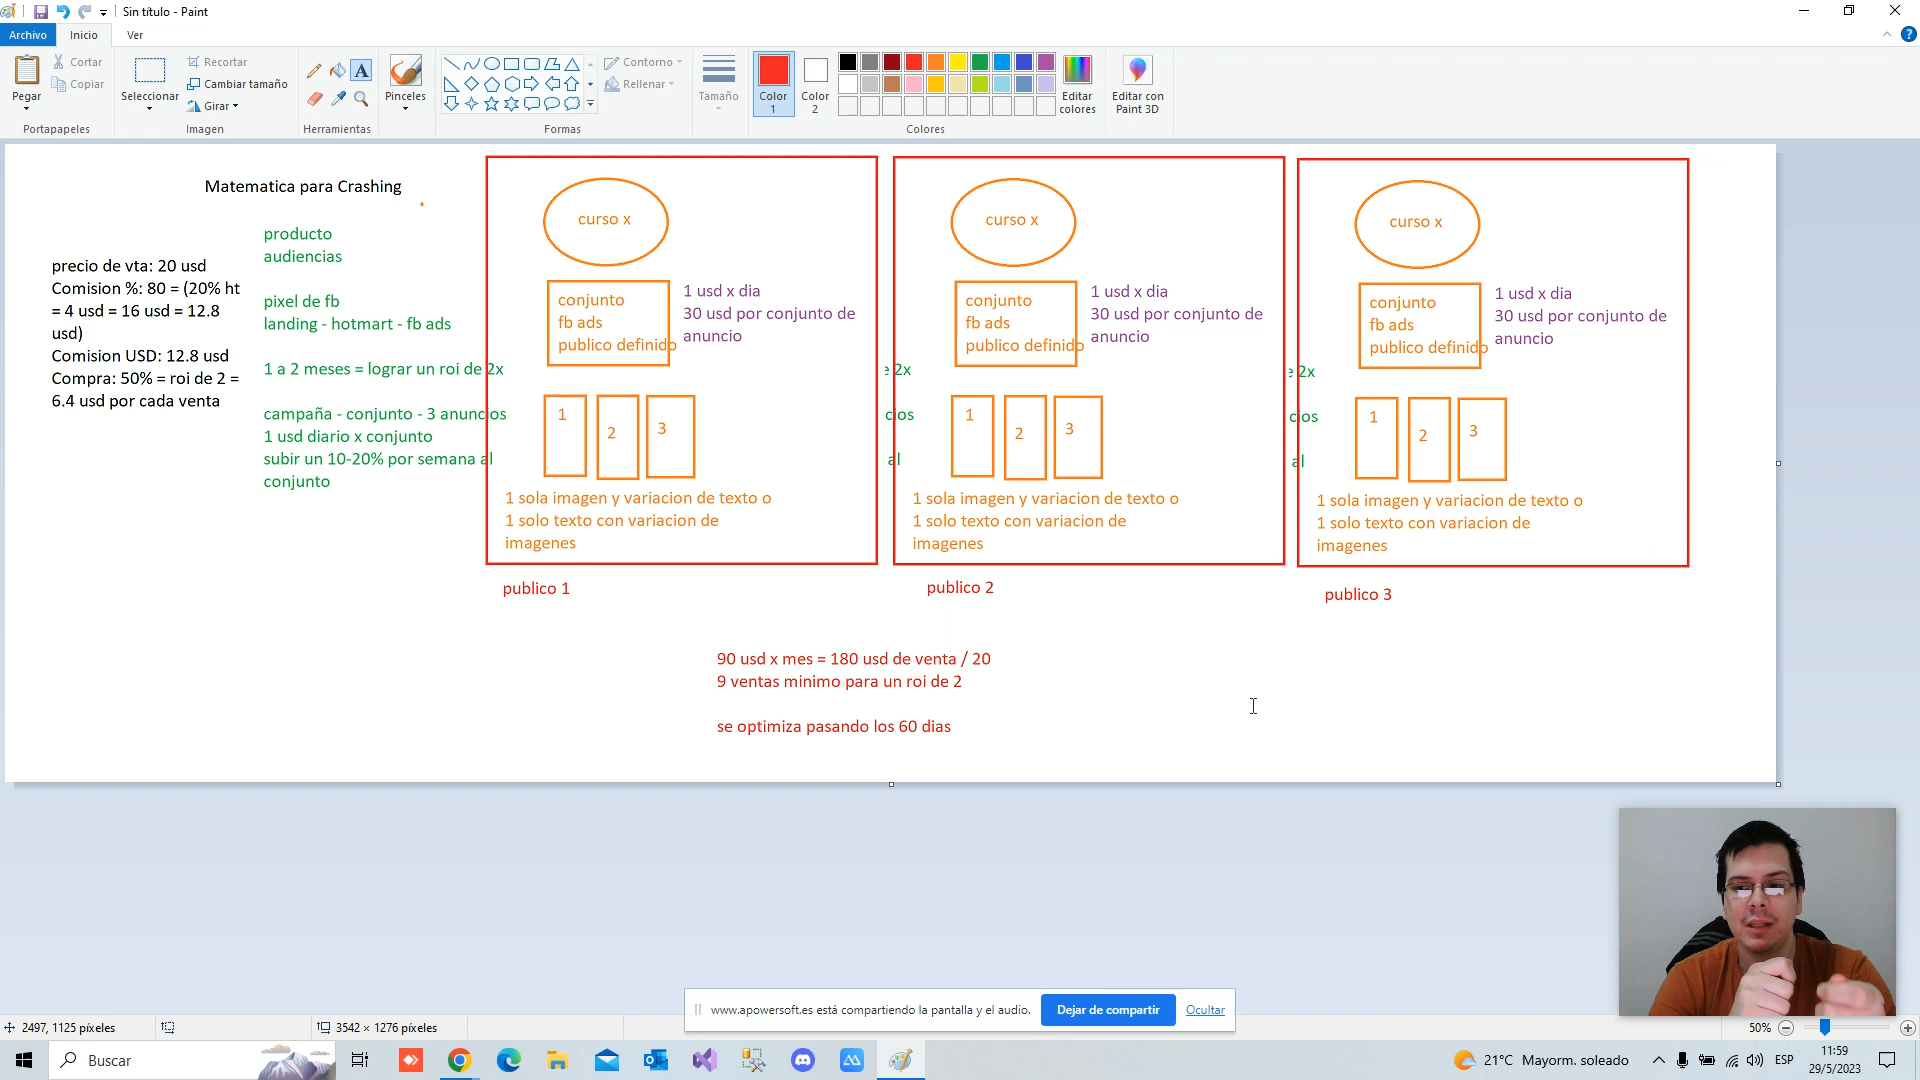 Sin título - Paint
Archivo
Inicio
Ver
Pegar
Cortar
Copiar
Portapapeles
Seleccionar
Recortar
Cambiar tamaño
Girar
Imagen
A
Herramientas
Pinceles
Contorno
Rellenar
Formas
Tamaño
Color
1
Color
2
Editar
colores
Colores
Editar con
Paint 3D
Matematica para Crashing
precio de vta: 20 usd
Comision %: 80 = (20% ht
= 4 usd = 16 usd = 12.8
usd)
Comision USD: 12.8 usd
Compra: 50% = roi de 2 =
6.4 usd por cada venta
producto
audiencias
pixel de fb
landing - hotmart - fb ads
1 a 2 meses = lograr un roi de 2x
campaña - conjunto - 3 anuncios
1 usd diario x conjunto
subir un 10-20% por semana al
conjunto
curso x
conjunto
fb ads
publico definido
1 usd x dia
30 usd por conjunto de
anuncio
1
2
3
1 sola imagen y variacion de texto o
1 solo texto con variacion de
imagenes
publico 1
e 2x
cios
al
curso x
conjunto
fb ads
publico definido
1 usd x dia
30 usd por conjunto de
anuncio
1
2
3
1 sola imagen y variacion de texto o
1 solo texto con variacion de
imagenes
publico 2
e 2x
cios
al
curso x
conjunto
fb ads
publico definido
1 usd x dia
30 usd por conjunto de
anuncio
1
2
3
1 sola imagen y variacion de texto o
1 solo texto con variacion de
imagenes
publico 3
90 usd x mes = 180 usd de venta / 20
9 ventas minimo para un roi de 2
se optimiza pasando los 60 dias
www.apowersoft.es está compartiendo la pantalla y el audio.
Dejar de compartir
Ocultar
2497, 1125 píxeles
3542 × 1276 píxeles
50%
Buscar
21°C Mayorm. soleado
ESP
11:59
29/5/2023